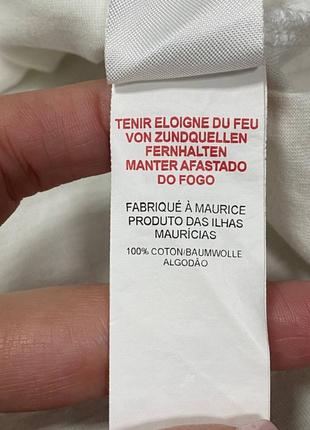 TENIR ELOIGNE DU FEU
VON ZUNDQUELLEN
FERNHALTEN
MANTER AFASTADO
DO FOGO
FABRIQUÉ À MAURICE
PRODUTO DAS ILHAS
MAURÍCIAS
100% COTON/BAUMWOLLE
ALGODÃO